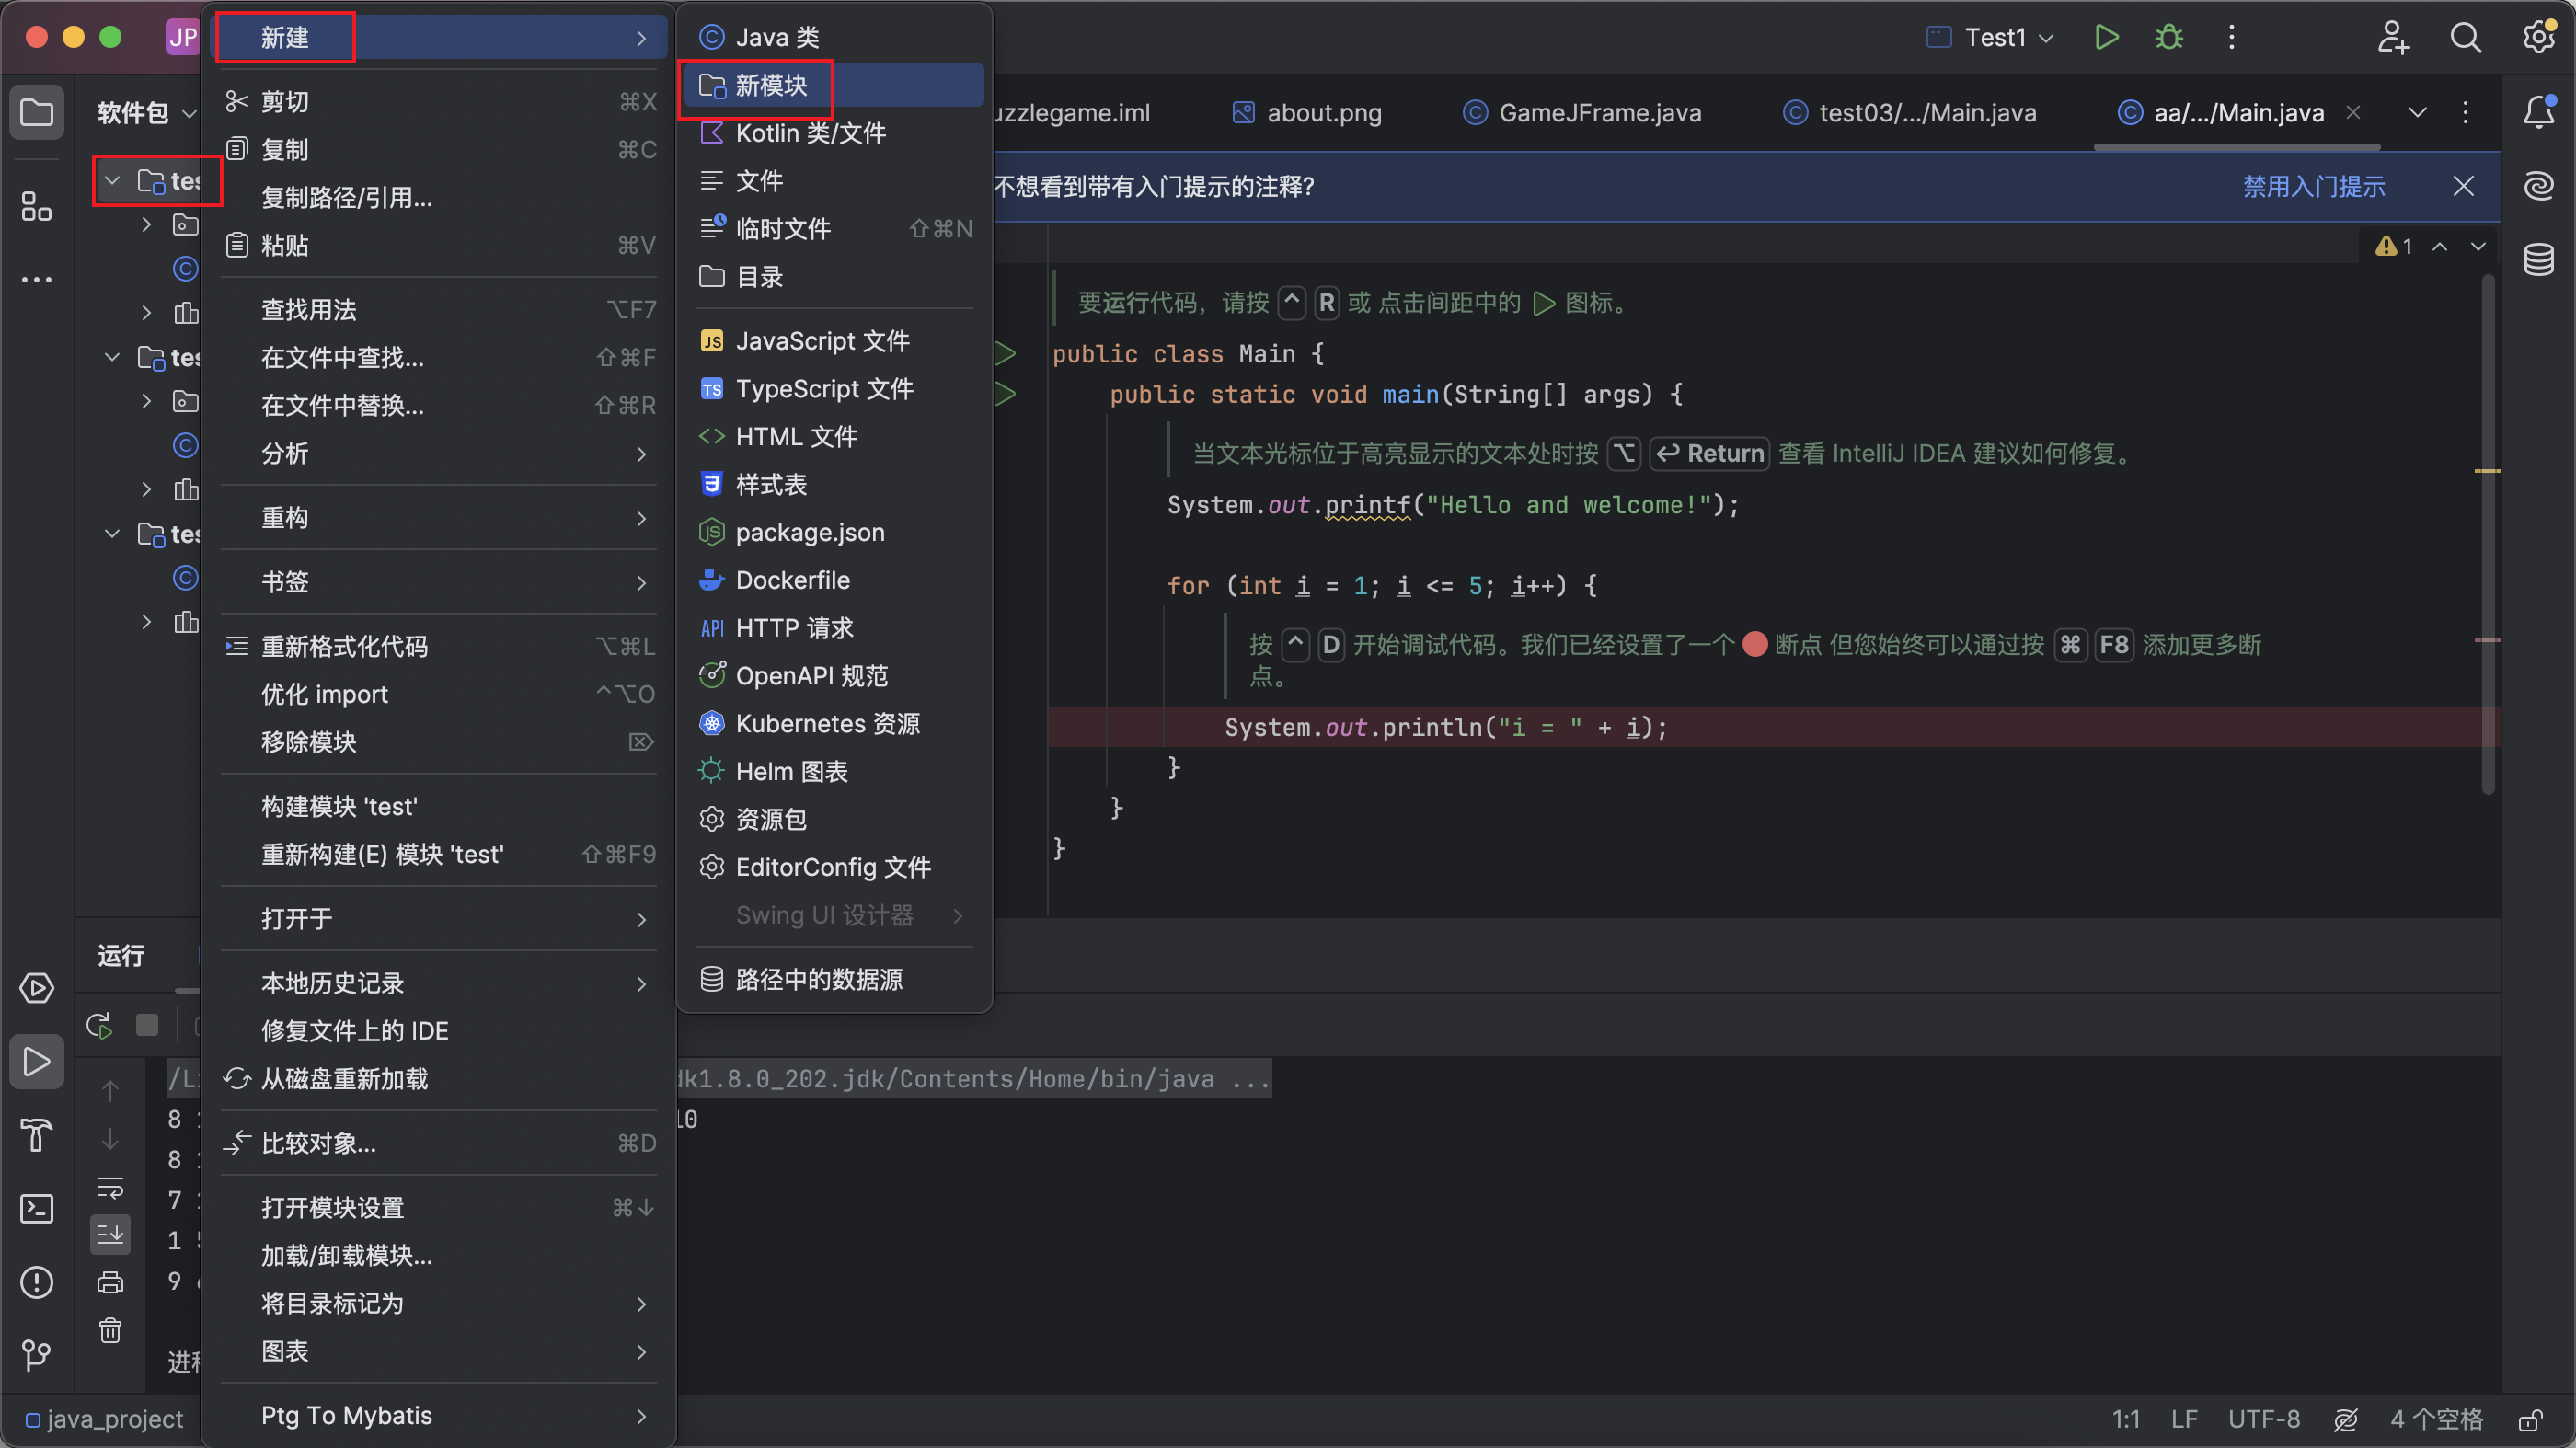 JP
Test1
软件包
uzzlegame.iml
about.png
GameJFrame.java
test03/.../Main.java
aa/.../Main.java
tes
tes
tes
新建
剪切 ⌘X
复制 ⌘C
复制路径/引用...
粘贴 ⌘V
查找用法 ⌥F7
在文件中查找... ⇧⌘F
在文件中替换... ⇧⌘R
分析
重构
书签
重新格式化代码 ⌥⌘L
优化 import ^⌥O
移除模块 ⌦
构建模块 'test'
重新构建(E) 模块 'test' ⇧⌘F9
打开于
本地历史记录
修复文件上的 IDE
从磁盘重新加载
比较对象... ⌘D
打开模块设置 ⌘↓
加载/卸载模块...
将目录标记为
图表
Ptg To Mybatis
Java 类
新模块
Kotlin 类/文件
文件
临时文件 ⇧⌘N
目录
JavaScript 文件
TypeScript 文件
HTML 文件
样式表
package.json
Dockerfile
HTTP 请求
OpenAPI 规范
Kubernetes 资源
Helm 图表
资源包
EditorConfig 文件
Swing UI 设计器
路径中的数据源
不想看到带有入门提示的注释?
禁用入门提示
1
要运行代码，请按 ^ R 或 点击间距中的 ▷ 图标。
public class Main {
public static void main(String[] args) {
当文本光标位于高亮显示的文本处时按 ⌥ ↩ Return 查看 IntelliJ IDEA 建议如何修复。
System.out.printf("Hello and welcome!");
for (int i = 1; i <= 5; i++) {
按 ^ D 开始调试代码。我们已经设置了一个 断点 但您始终可以通过按 ⌘ F8 添加更多断
点。
System.out.println("i = " + i);
}
}
}
运行
/L
dk1.8.0_202.jdk/Contents/Home/bin/java ...
8 10
8
7
1
9
进
java_project
1:1 LF UTF-8 4 个空格